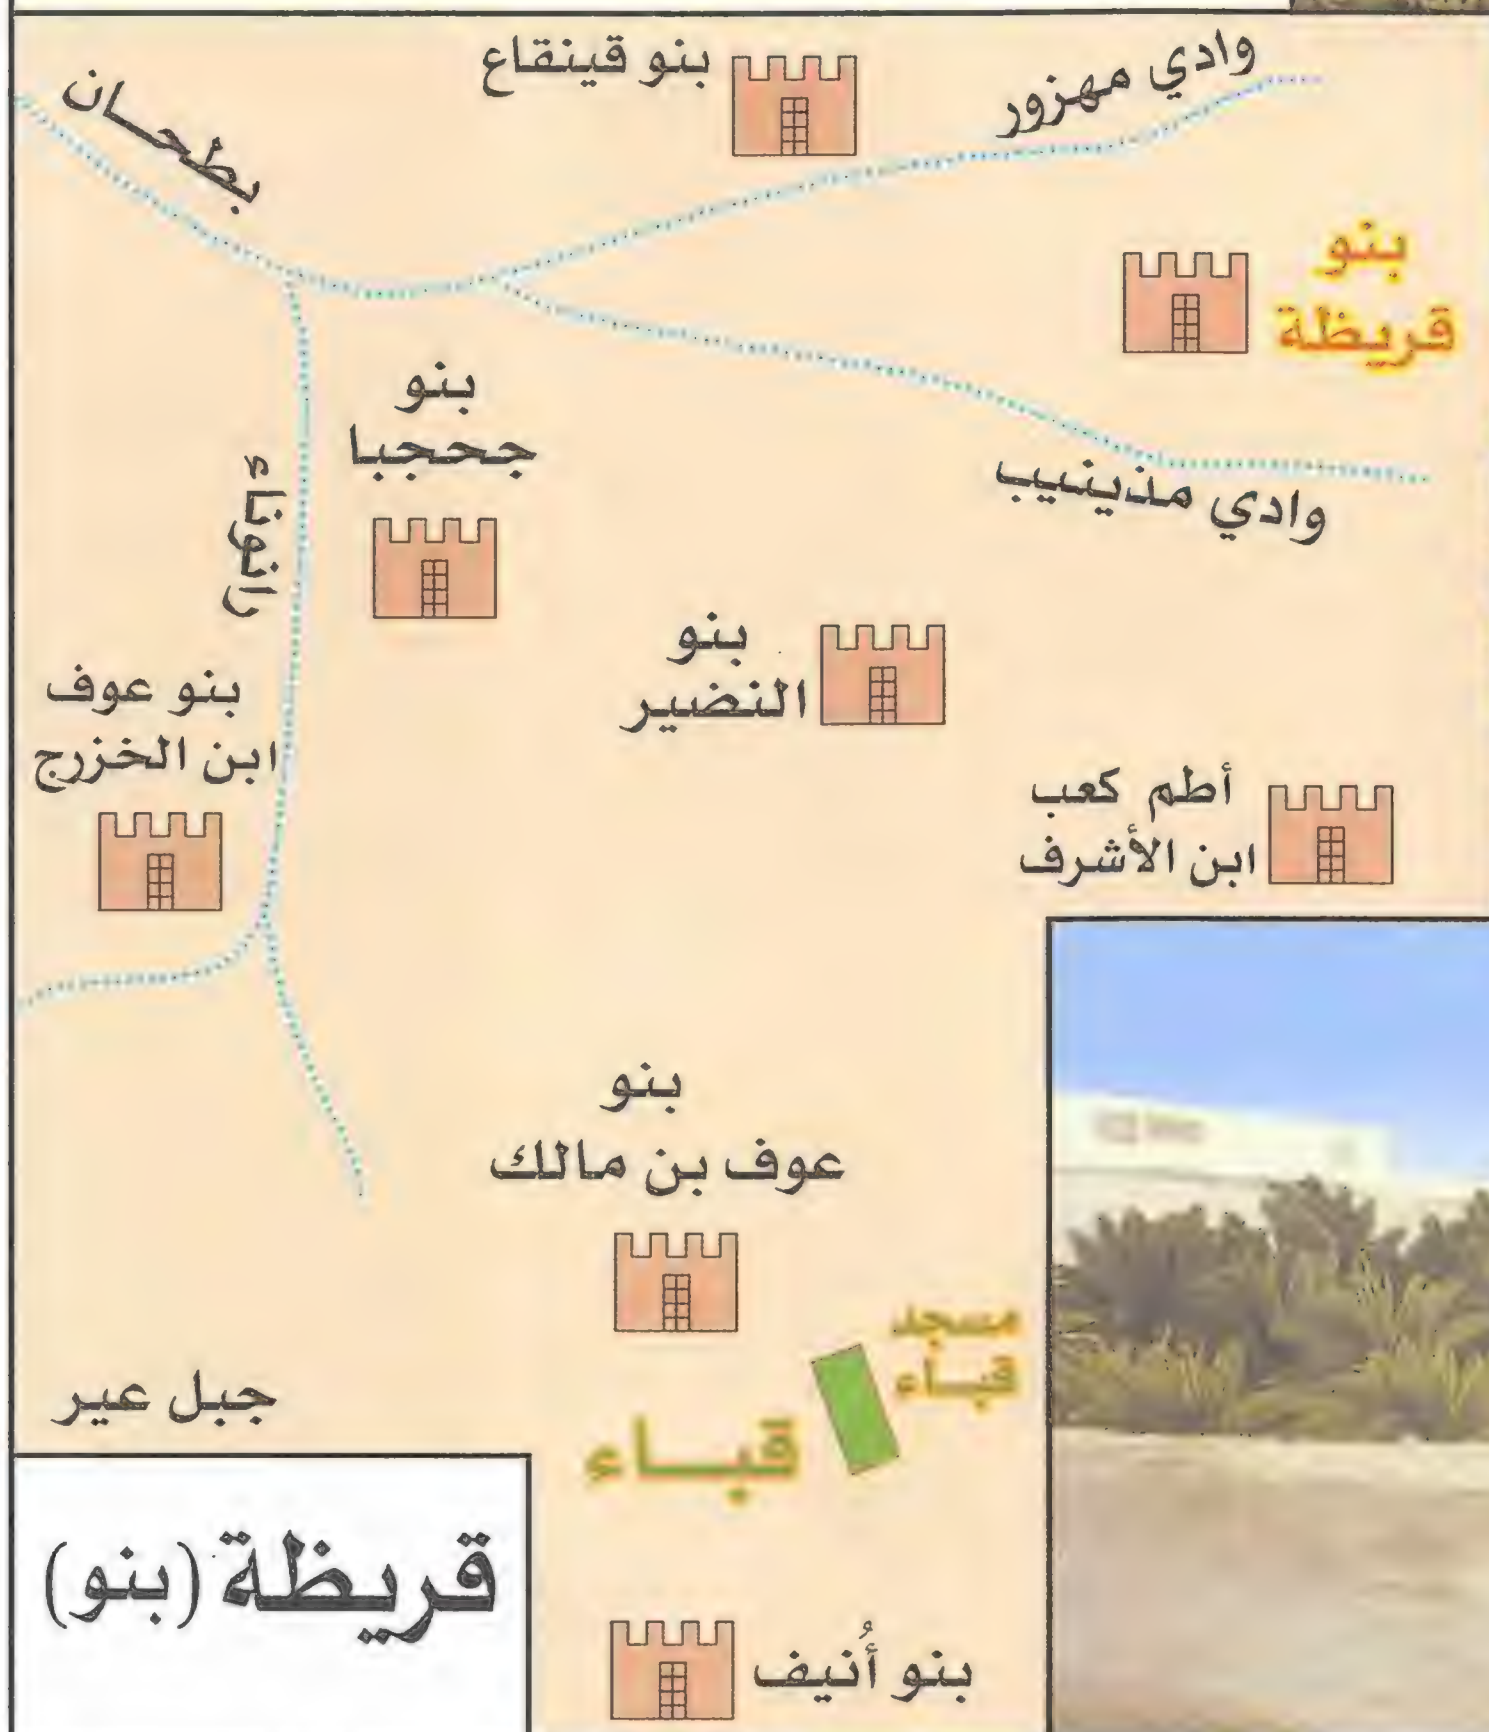 بنو قينقاع
وادي مهزور
بطحان
بنو
قريظة
بنو
جحجبا
وادي مذينيب
رانوناء
بنو
النضير
بنو عوف
ابن الخزرج
أطم كعب
ابن الأشرف
بنو
عوف بن مالك
مسجد
قباء
قبـــاء
جبل عير
قريظة (بنو)
بنو أُنيف